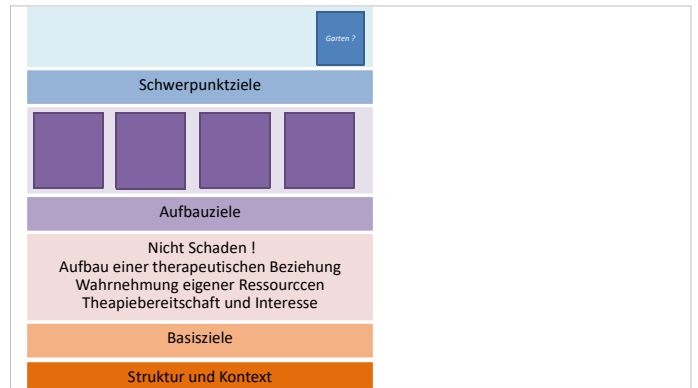 Garten ?
Schwerpunktziele
Aufbauziele
Nicht Schaden !
Aufbau einer therapeutischen Beziehung
Wahrnehmung eigener Ressourccen
Theapiebereitschaft und Interesse
Basisziele
Struktur und Kontext